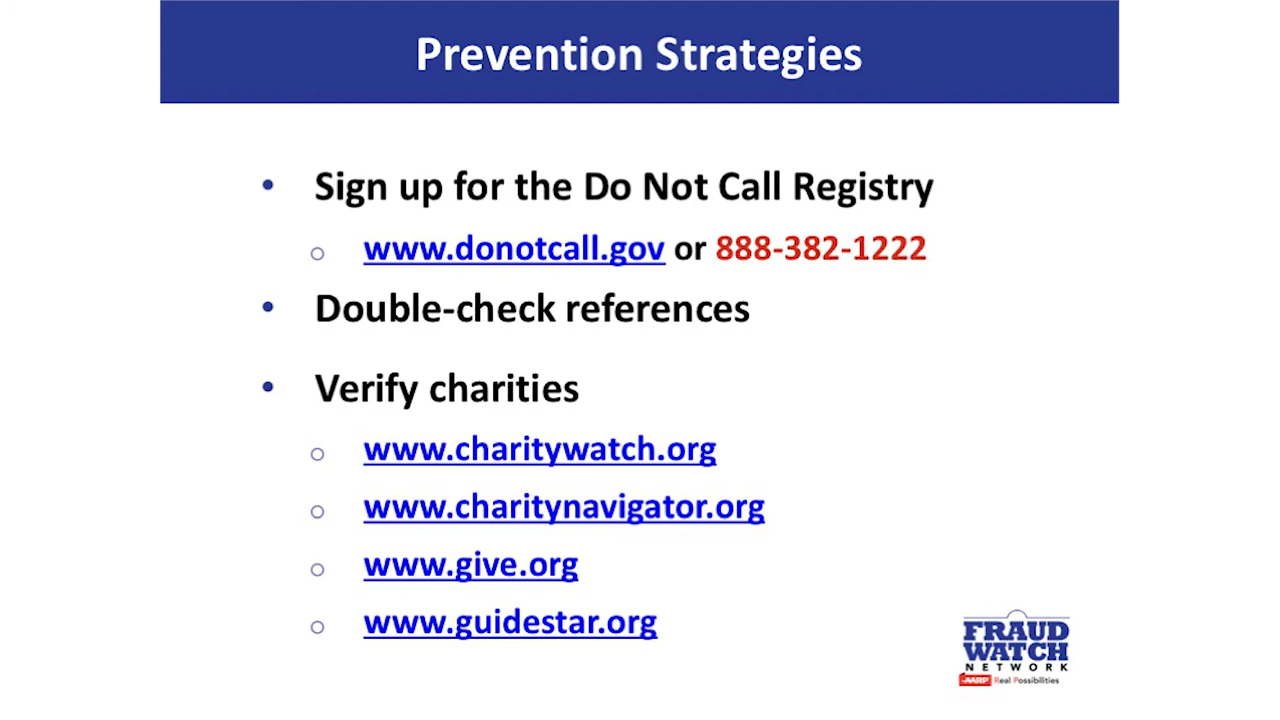 Prevention Strategies
• Sign up for the Do Not Call Registry
o www.donotcall.gov or 888-382-1222
• Double-check references
• Verify charities
o www.charitywatch.org
o www.charitynavigator.org
o www.give.org
o www.guidestar.org
FRAUD
WATCH
NETWORK
AARP Real Possibilities